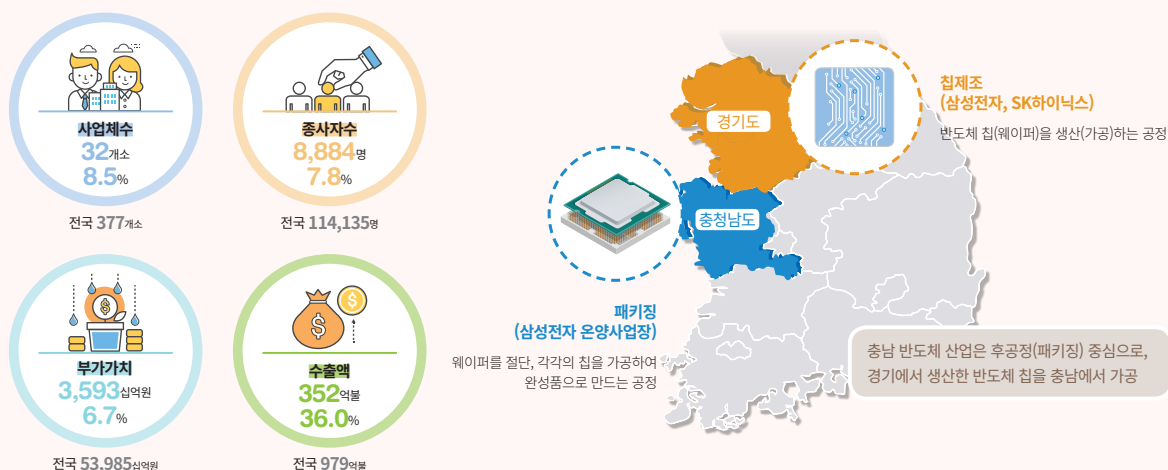 사업체수
32개소
8.5%
전국 377개소
종사자수
8,884명
7.8%
전국 114,135명
부가가치
3,593십억원
6.7%
전국 53,985십억원
수출액
352억불
36.0%
전국 979억불
경기도
칩제조
(삼성전자, SK하이닉스)
반도체 칩(웨이퍼)을 생산(가공)하는 공정
충청남도
패키징
(삼성전자 온양사업장)
웨이퍼를 절단, 각각의 칩을 가공하여
완성품으로 만드는 공정
충남 반도체 산업은 후공정(패키징) 중심으로,
경기에서 생산한 반도체 칩을 충남에서 가공